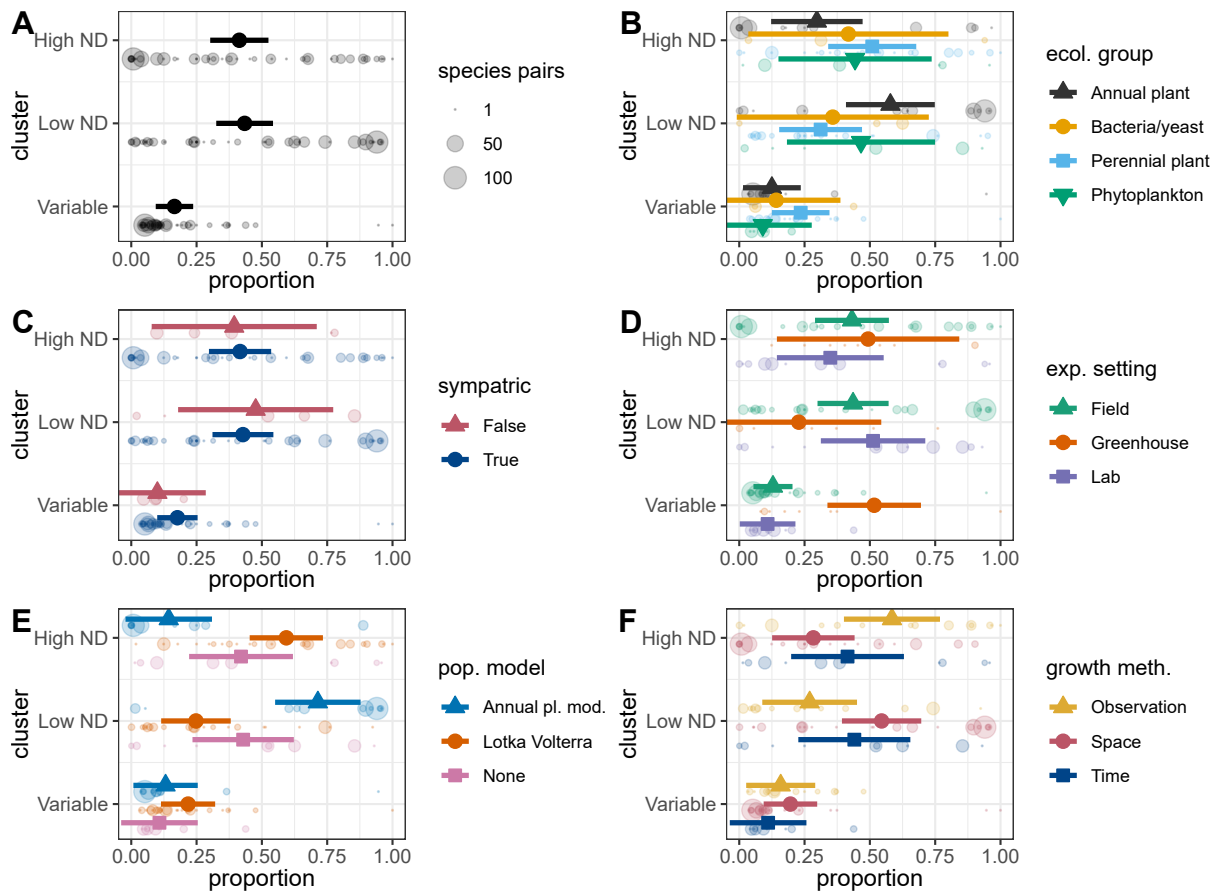 A
cluster
High ND
Low ND
Variable
0.00 0.25 0.50 0.75 1.00
proportion
species pairs
1
50
100
B
cluster
High ND
Low ND
Variable
0.00 0.25 0.50 0.75 1.00
proportion
ecol. group
Annual plant
Bacteria/yeast
Perennial plant
Phytoplankton
C
cluster
High ND
Low ND
Variable
0.00 0.25 0.50 0.75 1.00
proportion
sympatric
False
True
D
cluster
High ND
Low ND
Variable
0.00 0.25 0.50 0.75 1.00
proportion
exp. setting
Field
Greenhouse
Lab
E
cluster
High ND
Low ND
Variable
0.00 0.25 0.50 0.75 1.00
proportion
pop. model
Annual pl. mod.
Lotka Volterra
None
F
cluster
High ND
Low ND
Variable
0.00 0.25 0.50 0.75 1.00
proportion
growth meth.
Observation
Space
Time